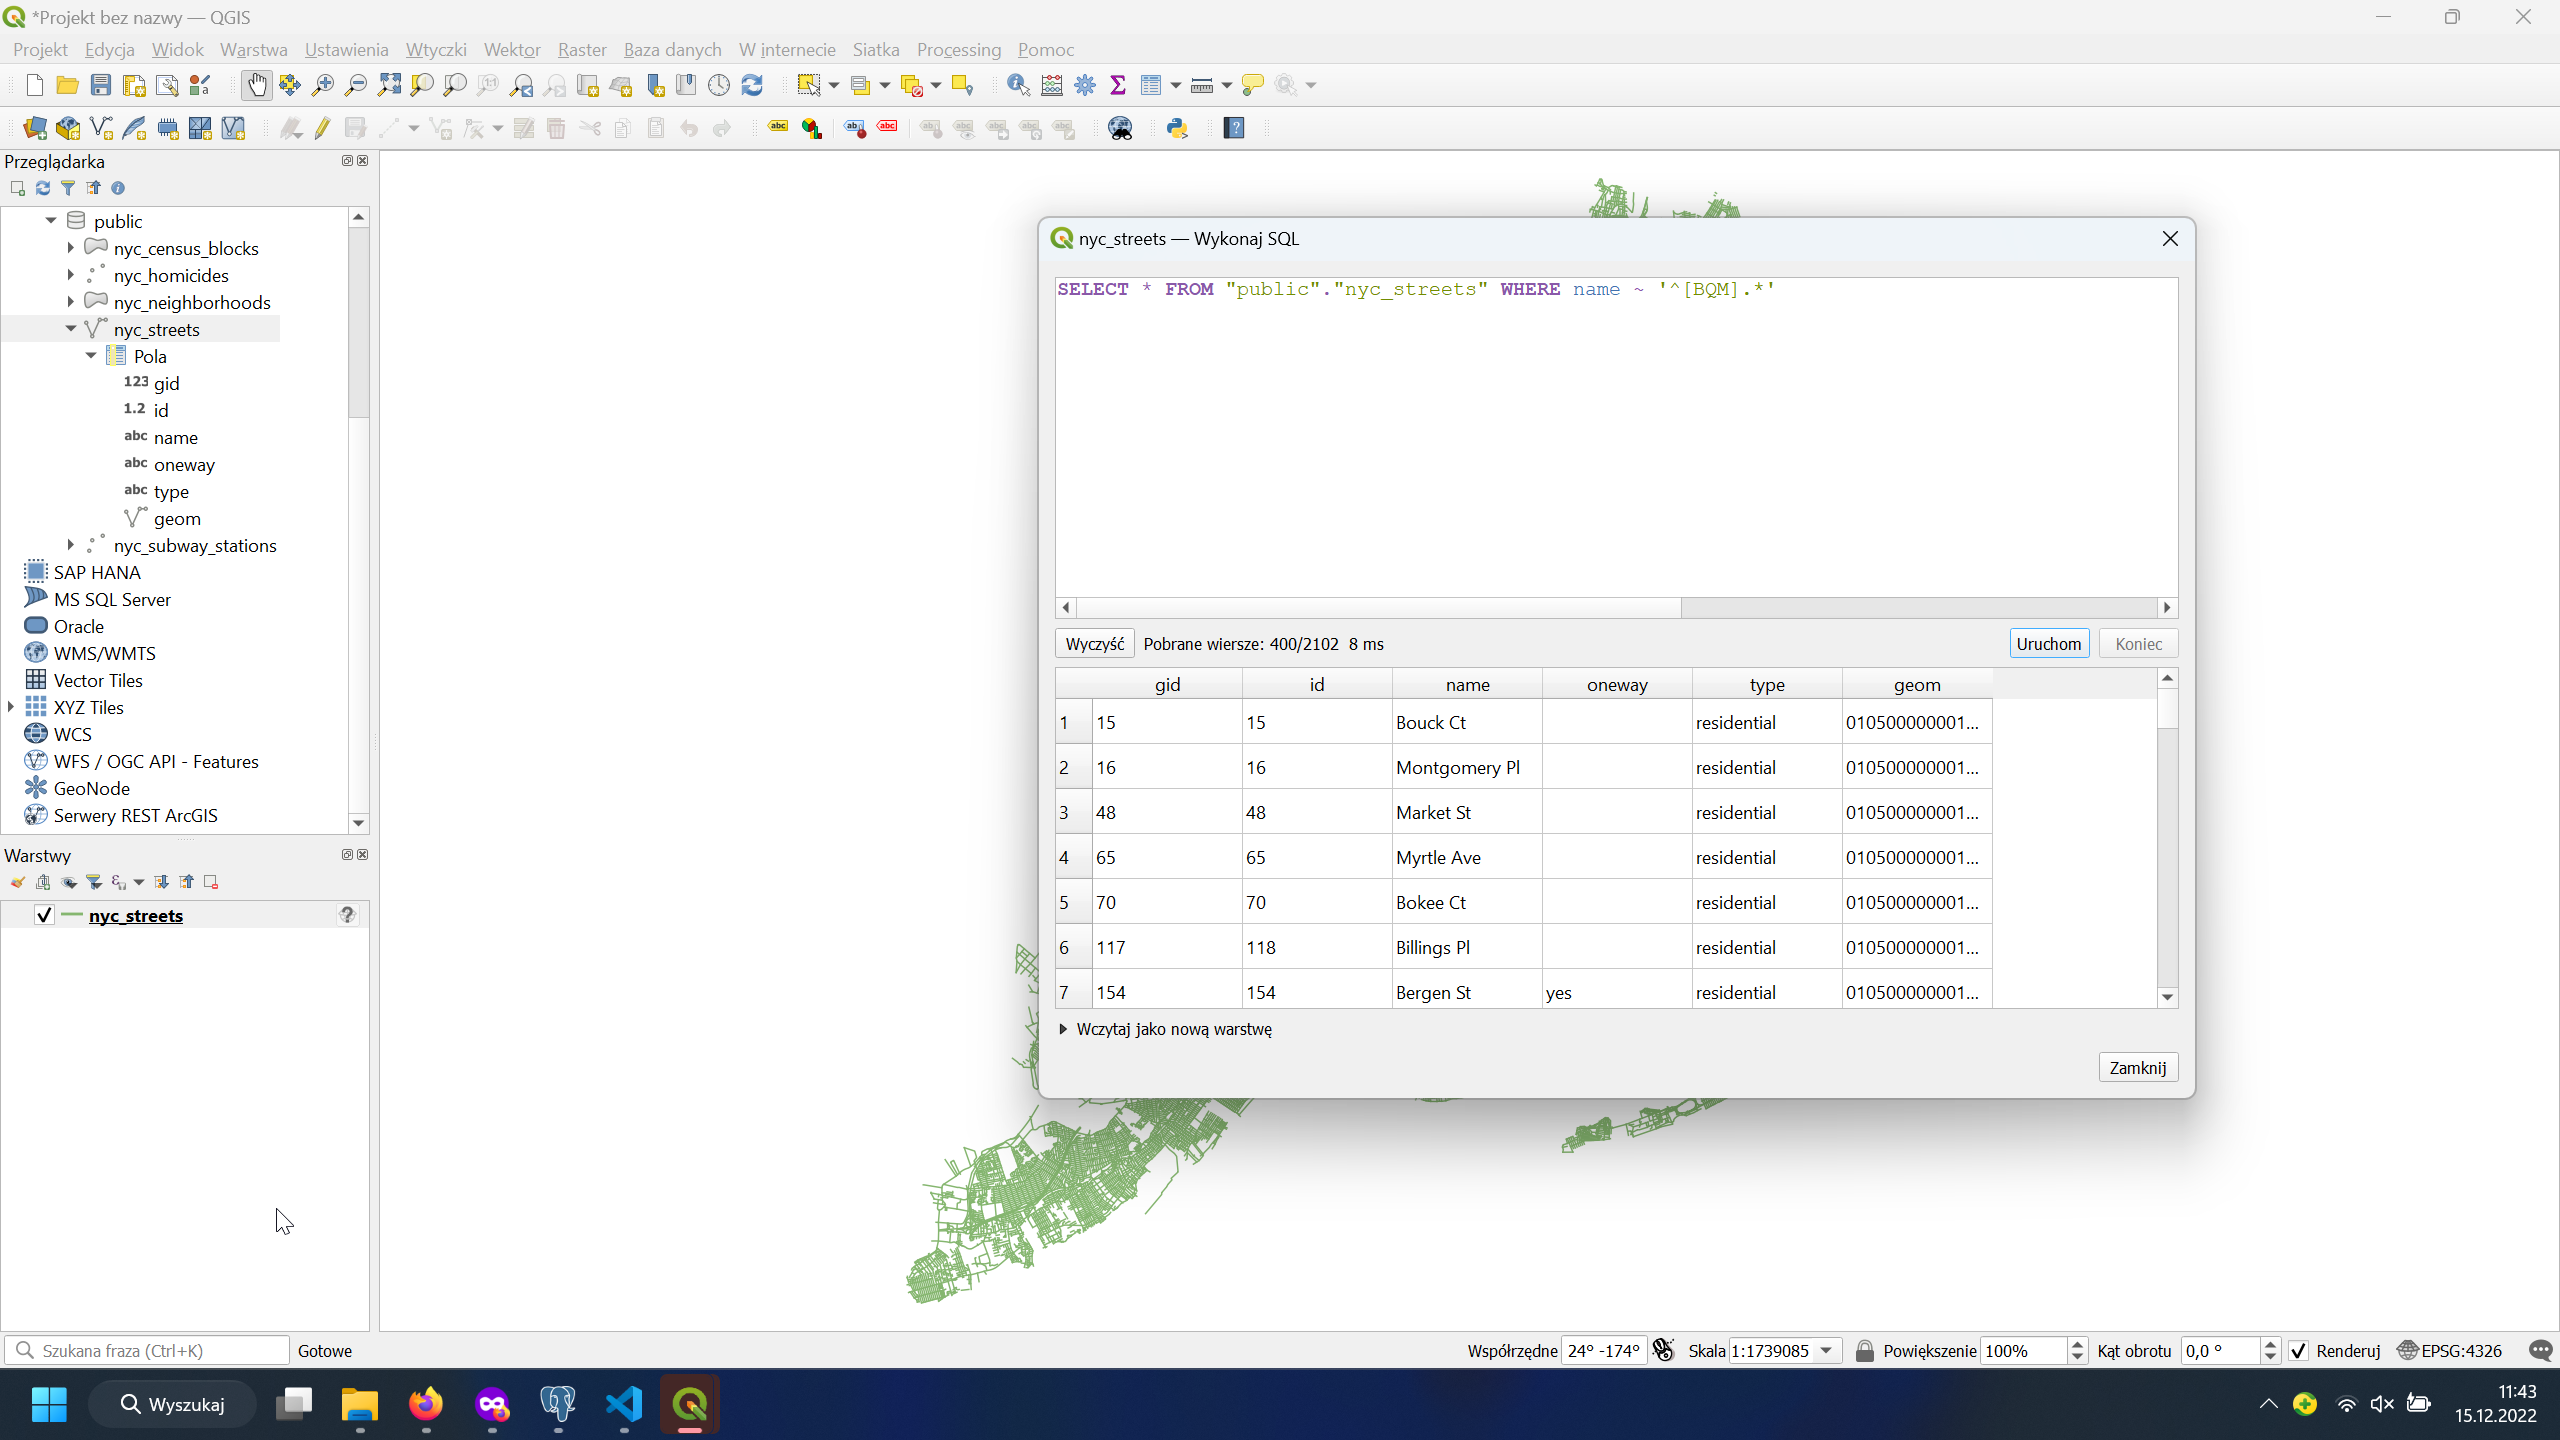 *Projekt bez nazwy — QGIS
Projekt Edycja Widok Warstwa Ustawienia Wtyczki Wektor Raster Baza danych W internecie Siatka Processing Pomoc
Przeglądarka
public
nyc_census_blocks
nyc_homicides
nyc_neighborhoods
nyc_streets
Pola
123 gid
1.2 id
abc name
abc oneway
abc type
geom
nyc_subway_stations
SAP HANA
MS SQL Server
Oracle
WMS/WMTS
Vector Tiles
XYZ Tiles
WCS
WFS / OGC API - Features
GeoNode
Serwery REST ArcGIS
Warstwy
nyc_streets
nyc_streets — Wykonaj SQL
SELECT * FROM "public"."nyc_streets" WHERE name ~ '^[BQM].*'
Wyczyść Pobrane wiersze: 400/2102 8 ms Uruchom Koniec
gid id name oneway type geom
1 15 15 Bouck Ct residential 010500000001...
2 16 16 Montgomery Pl residential 010500000001...
3 48 48 Market St residential 010500000001...
4 65 65 Myrtle Ave residential 010500000001...
5 70 70 Bokee Ct residential 010500000001...
6 117 118 Billings Pl residential 010500000001...
7 154 154 Bergen St yes residential 010500000001...
Wczytaj jako nową warstwę
Zamknij
Szukana fraza (Ctrl+K) Gotowe Współrzędne 24° -174° Skala 1:1739085 Powiększenie 100% Kąt obrotu 0,0 ° Renderuj EPSG:4326
Wyszukaj
11:43
15.12.2022